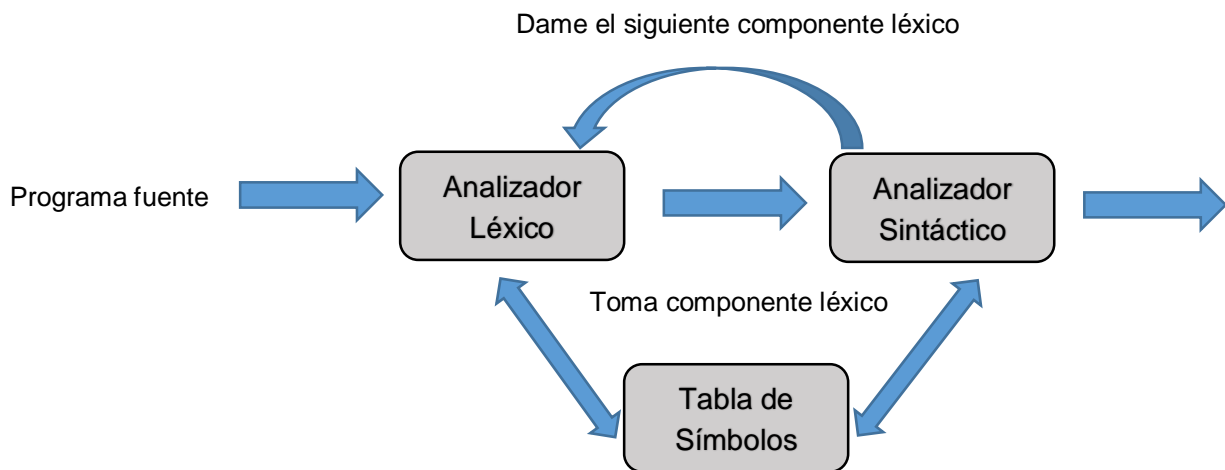 Dame el siguiente componente léxico
Programa fuente
Analizador
Léxico
Analizador
Sintáctico
Toma componente léxico
Tabla de
Símbolos